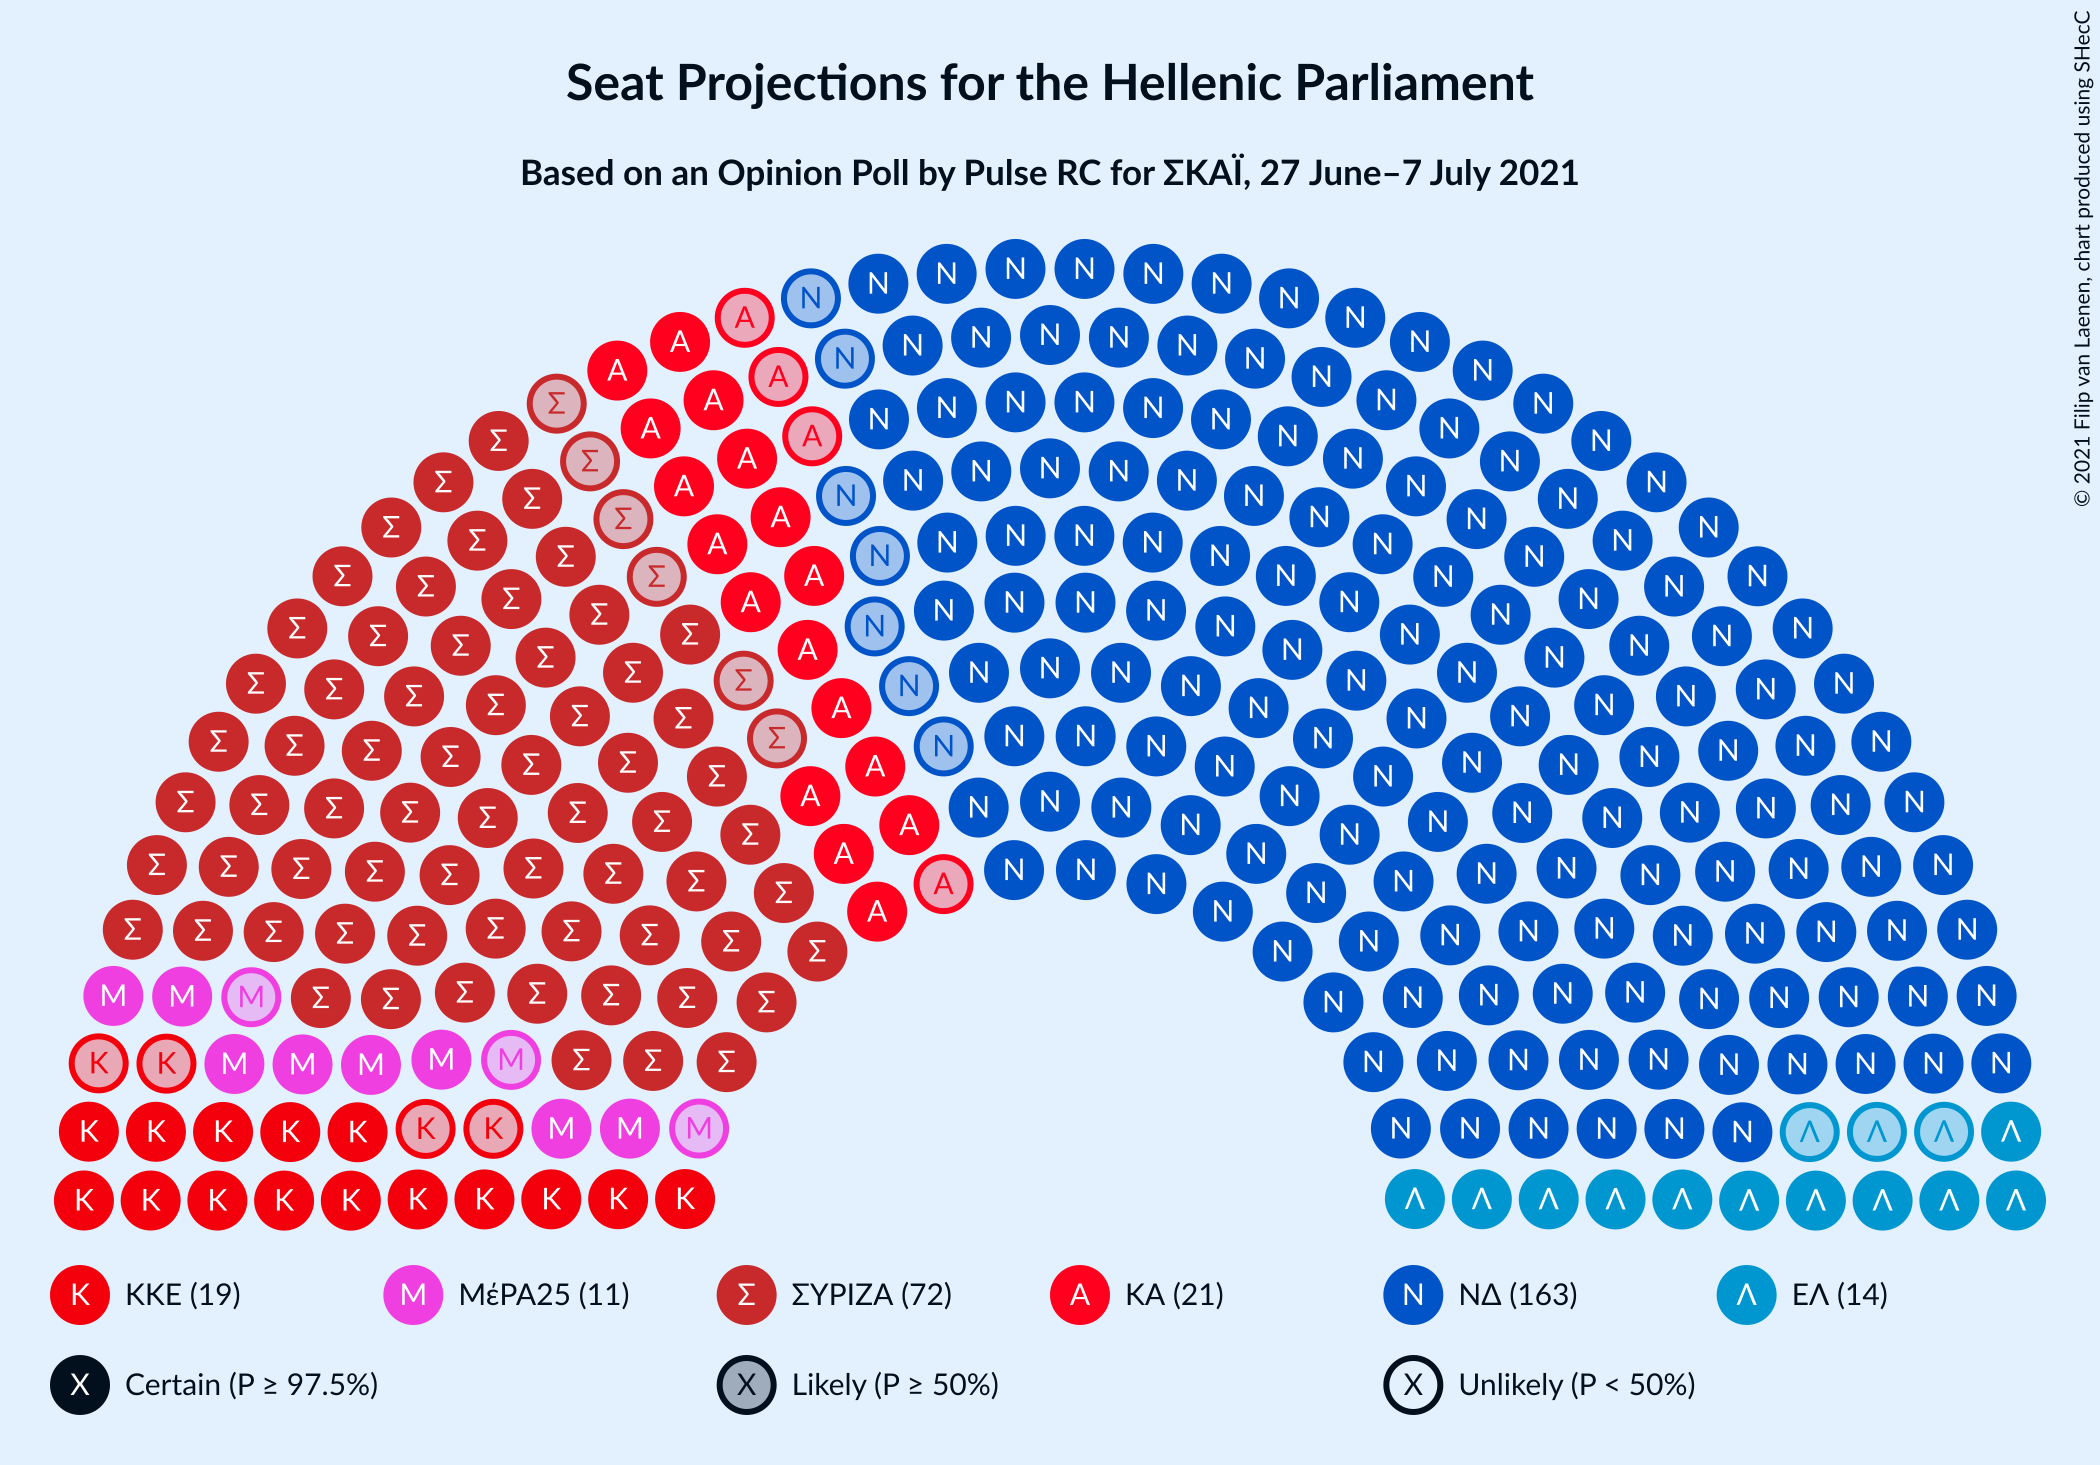 Seat Projections for the Hellenic Parliament
Based on an Opinion Poll by Pulse RC for ΣΚΑΪ, 27 June–7 July 2021
© 2021 Filip van Laenen, chart produced using SHecC
Κ ΚΚΕ (19)
Μ ΜέΡΑ25 (11)
Σ ΣΥΡΙΖΑ (72)
Α ΚΑ (21)
Ν ΝΔ (163)
Λ ΕΛ (14)
X Certain (P ≥ 97.5%)
X Likely (P ≥ 50%)
X Unlikely (P < 50%)